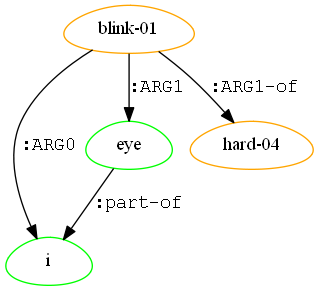 blink-01
:ARG1
:ARG1-of
:ARG0
eye
hard-04
:part-of
i